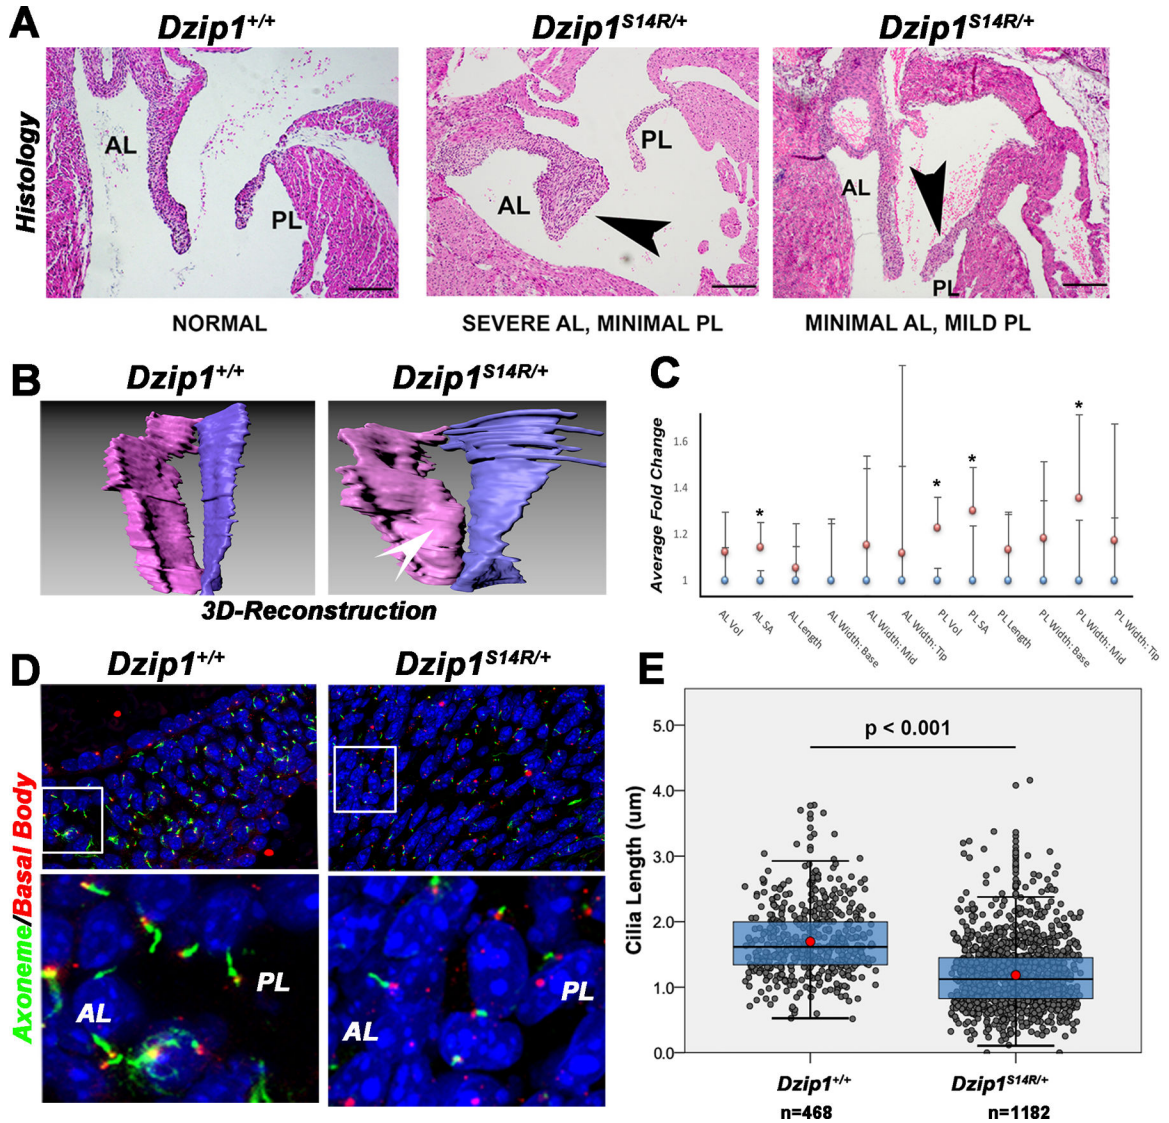 A
Dzip1+/+
Dzip1S14R/+
Dzip1S14R/+
Histology
AL
PL
AL
PL
AL
PL
NORMAL
SEVERE AL, MINIMAL PL
MINIMAL AL, MILD PL
B
Dzip1+/+
Dzip1S14R/+
3D-Reconstruction
C
Average Fold Change
1.6
1.4
1.2
1
*
*
*
*
AL Vol
AL SA
AL Length
AL Width: Base
AL Width: Mid
AL Width: Tip
PL Vol
PL SA
PL Length
PL Width: Base
PL Width: Mid
PL Width: Tip
D
Dzip1+/+
Dzip1S14R/+
Axoneme/Basal Body
AL
PL
AL
PL
E
Cilia Length (um)
5.0
4.0
3.0
2.0
1.0
0.0
p < 0.001
Dzip1+/+
Dzip1S14R/+
n=468
n=1182